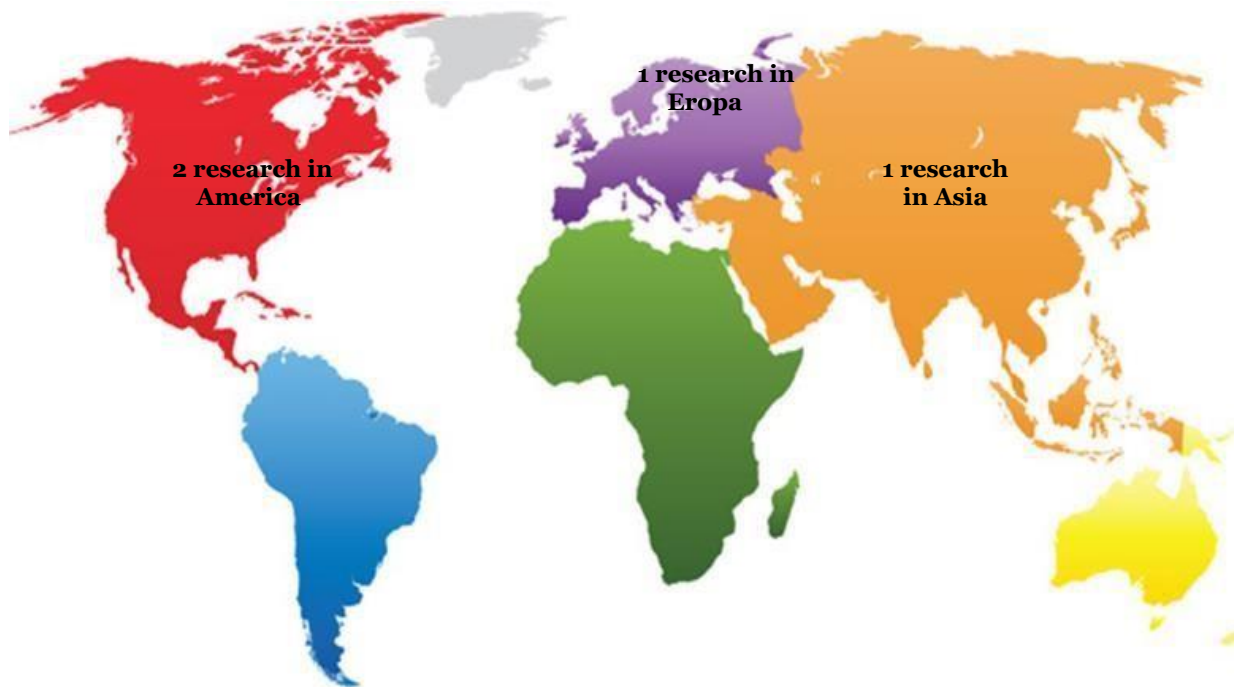 1 research in
Eropa
2 research in
America
1 research
in Asia